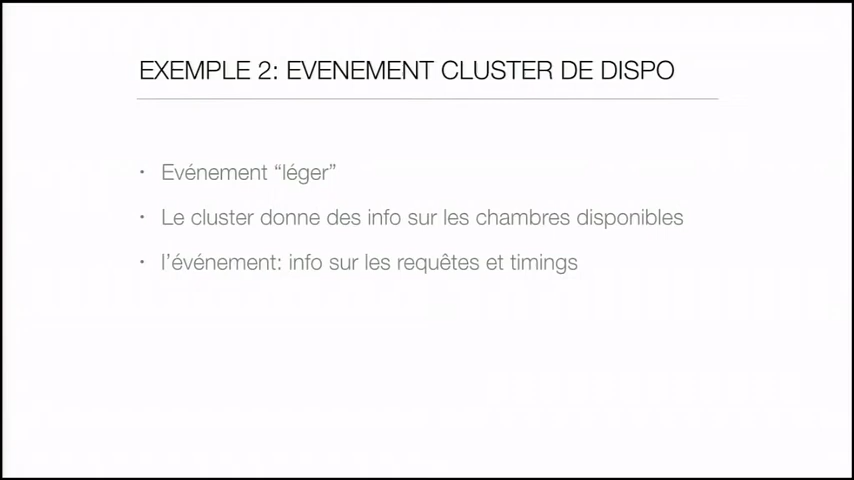 EXEMPLE 2: EVENEMENT CLUSTER DE DISPO
• Evénement “léger”
• Le cluster donne des info sur les chambres disponibles
• l’événement: info sur les requêtes et timings